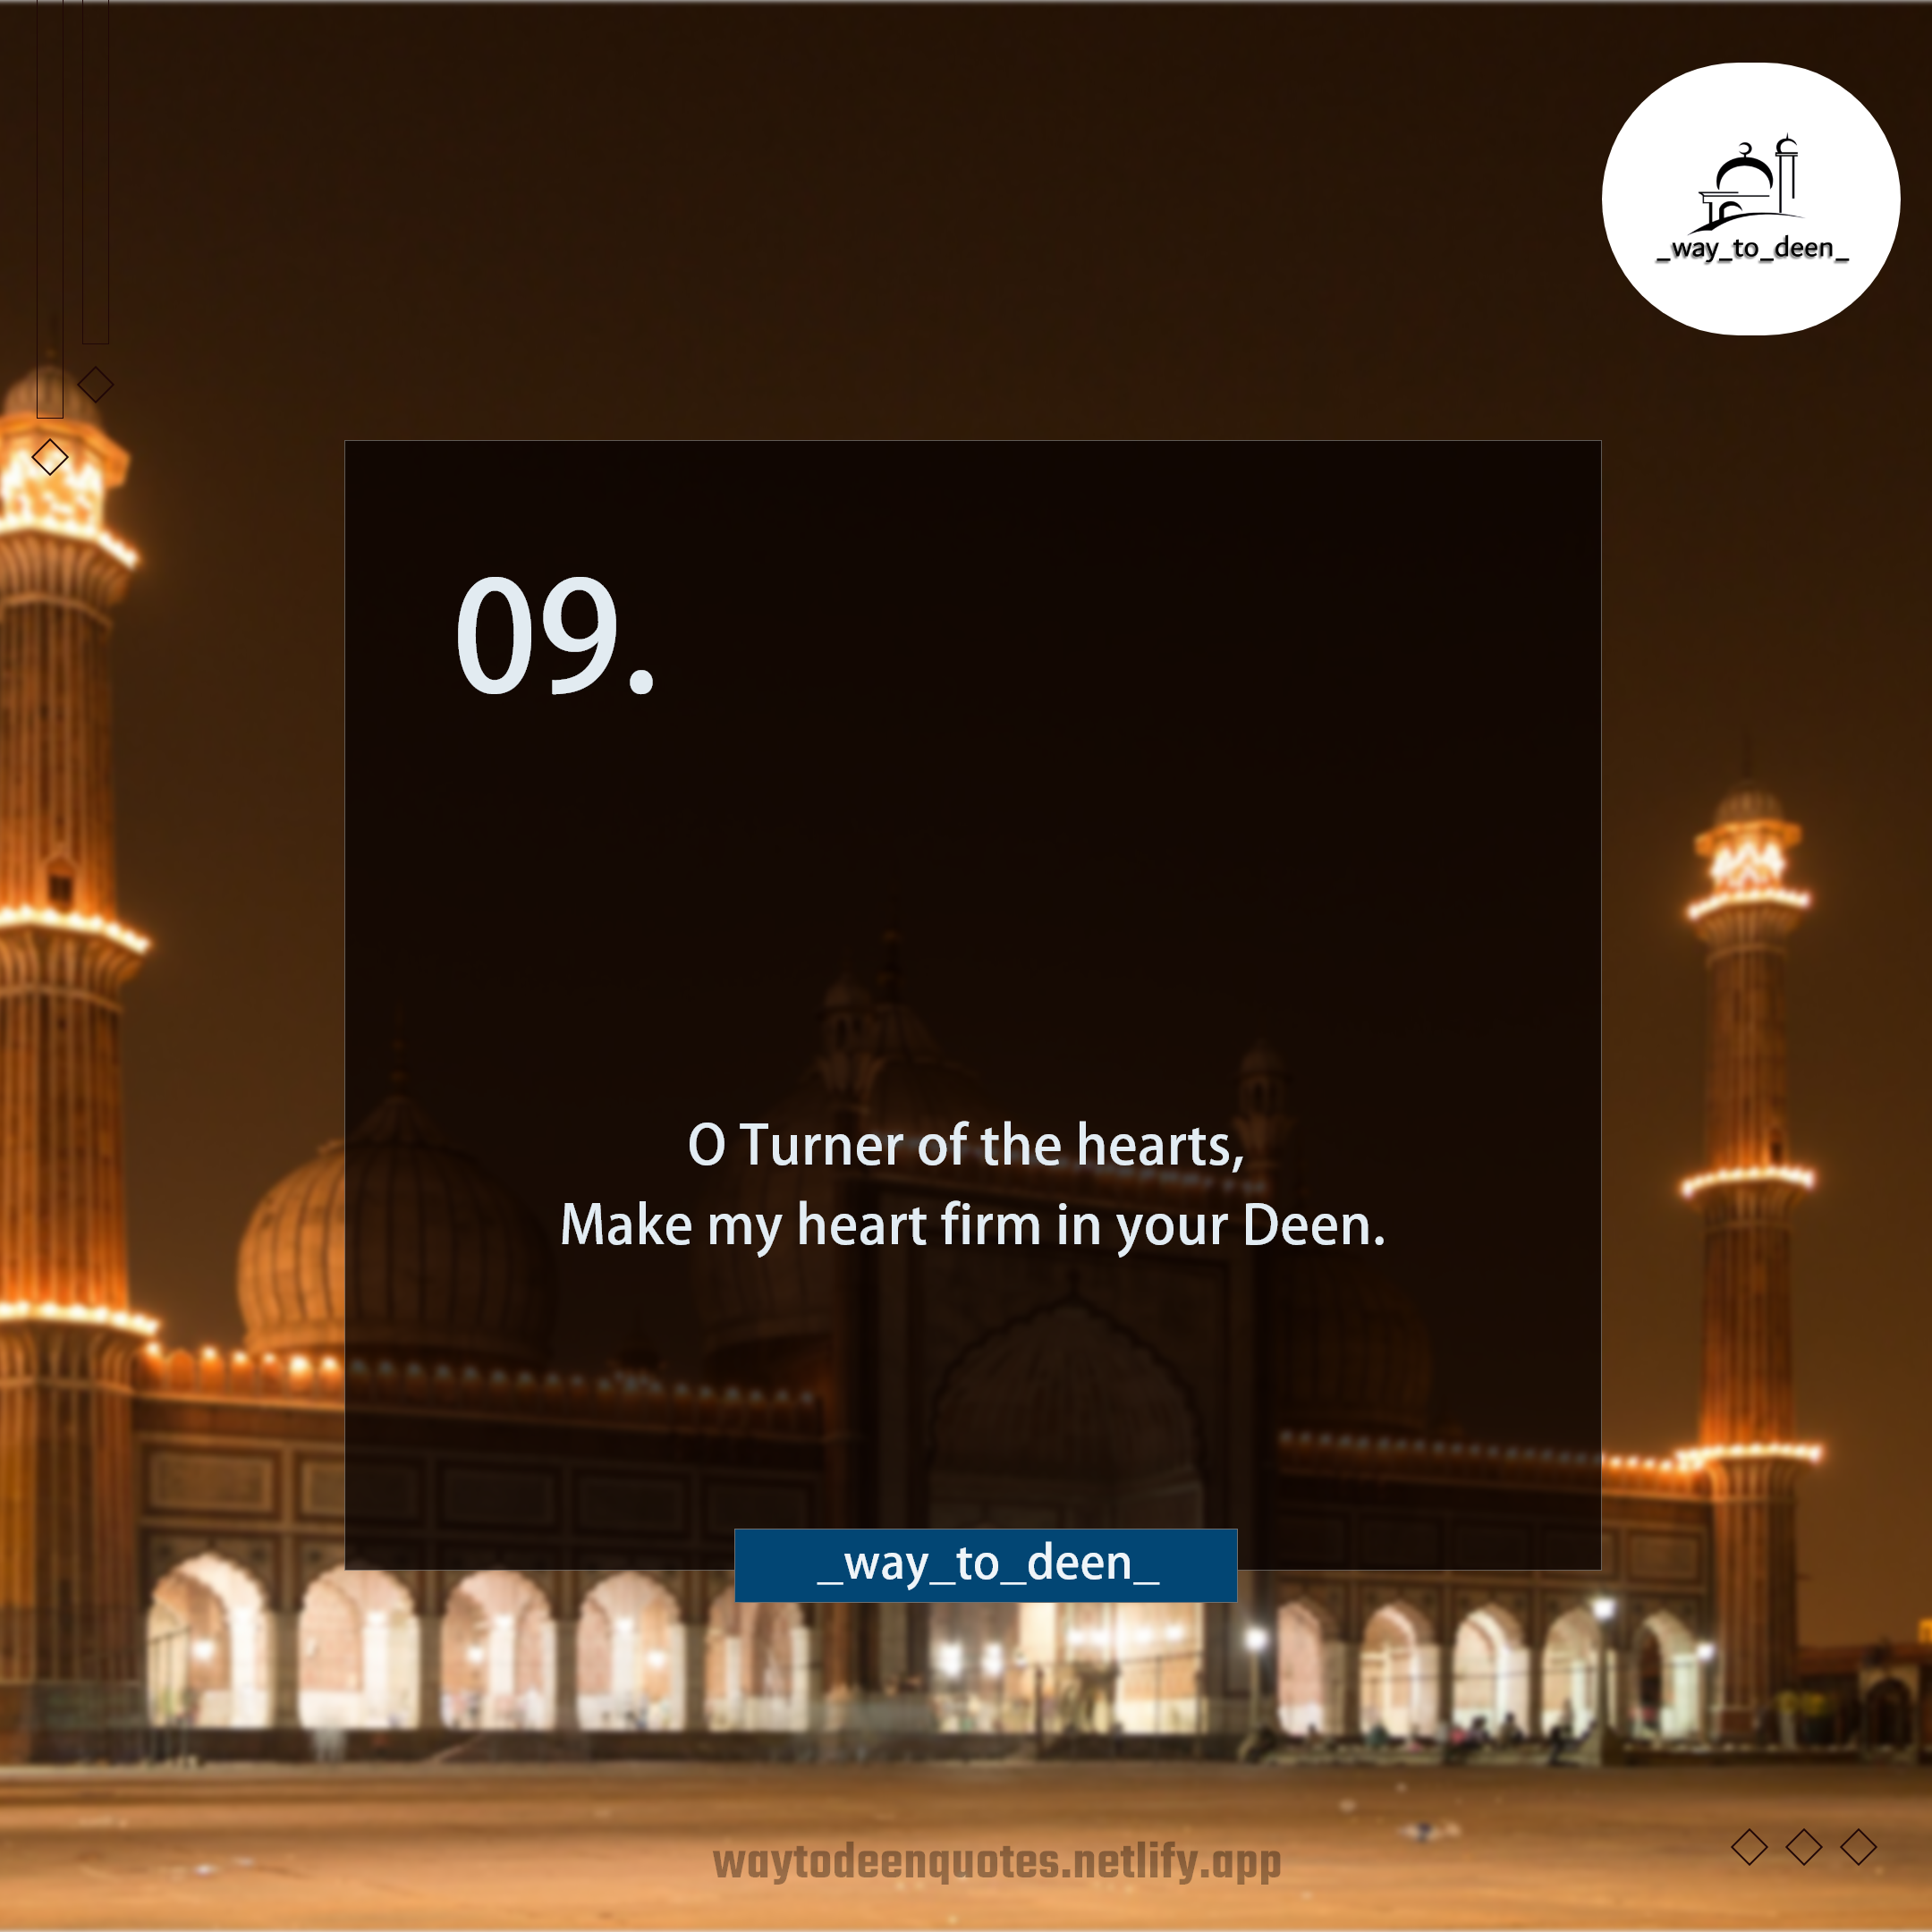 _way_to_deen_
09.
O Turner of the hearts,
Make my heart firm in your Deen.
_way_to_deen_
waytodeenquotes.netlify.app